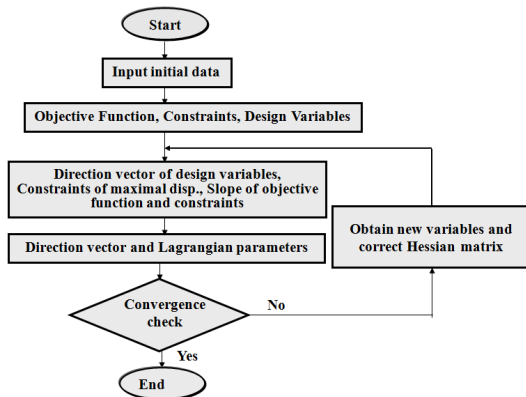 Start
Input initial data
Objective Function, Constraints, Design Variables
Direction vector of design variables,
Constraints of maximal disp., Slope of objective
function and constraints
Obtain new variables and
correct Hessian matrix
Direction vector and Lagrangian parameters
Convergence
check
No
Yes
End